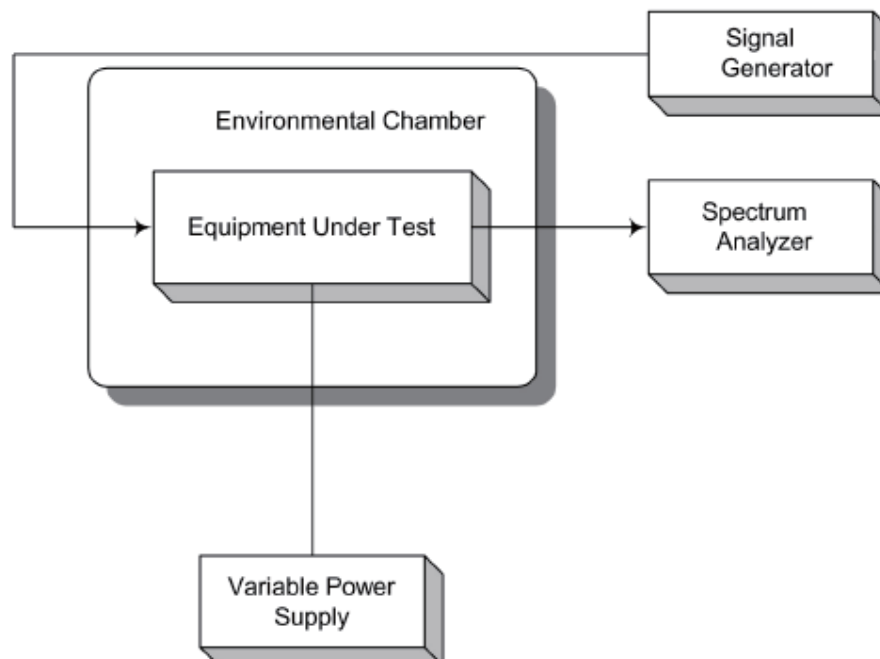 Signal
Generator
Environmental Chamber
Equipment Under Test
Spectrum
Analyzer
Variable Power
Supply